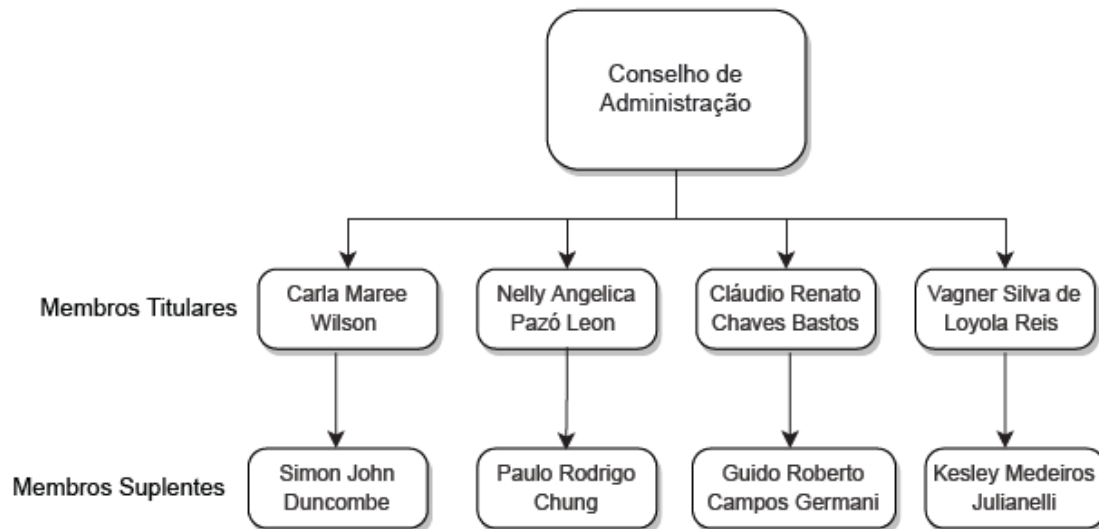 Conselho de
Administração
Membros Titulares
Carla Maree
Wilson
Nelly Angelica
Pazó Leon
Cláudio Renato
Chaves Bastos
Vagner Silva de
Loyola Reis
Membros Suplentes
Simon John
Duncombe
Paulo Rodrigo
Chung
Guido Roberto
Campos Germani
Kesley Medeiros
Julianelli